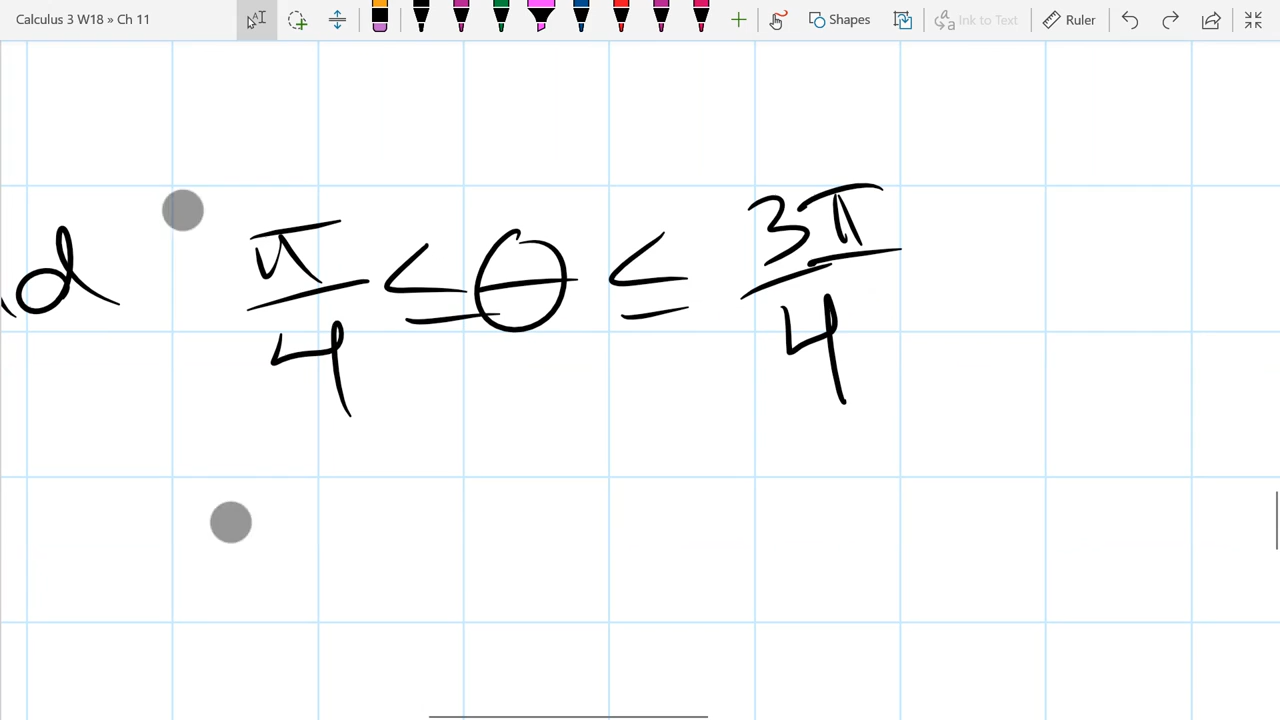 Calculus 3 W18 » Ch 11 Shapes Ink to Text Ruler
d π/4 ≤ θ ≤ 3π/4